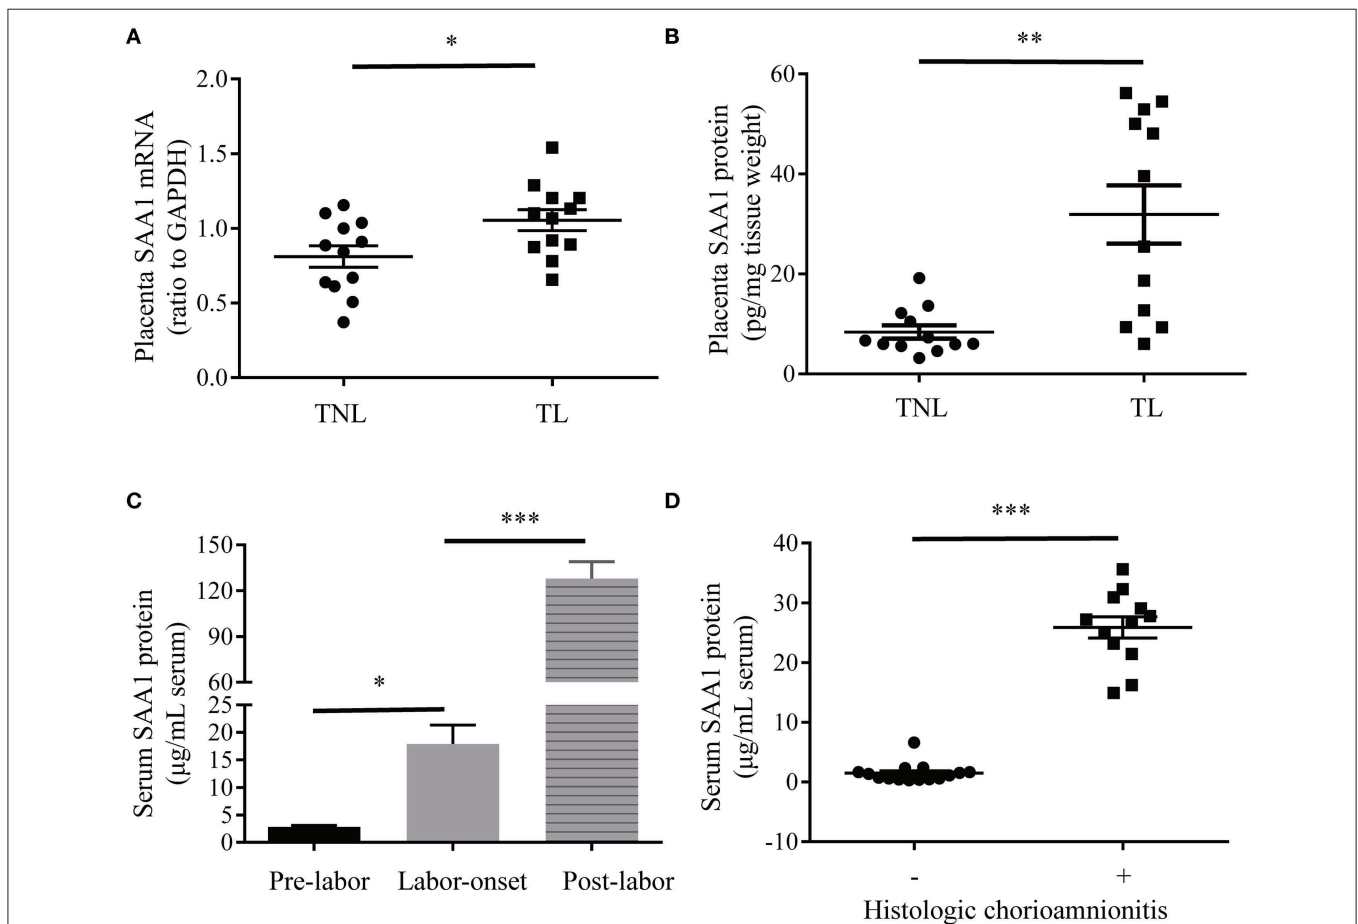 A
*
Placenta SAA1 mRNA
(ratio to GAPDH)
2.0
1.5
1.0
0.5
0.0
TNL
TL
B
**
Placenta SAA1 protein
(pg/mg tissue weight)
60
40
20
0
TNL
TL
C
***
*
Serum SAA1 protein
(μg/mL serum)
150
120
90
60
25
20
15
10
5
0
Pre-labor
Labor-onset
Post-labor
D
***
Serum SAA1 protein
(μg/mL serum)
40
30
20
10
0
-10
-
+
Histologic chorioamnionitis